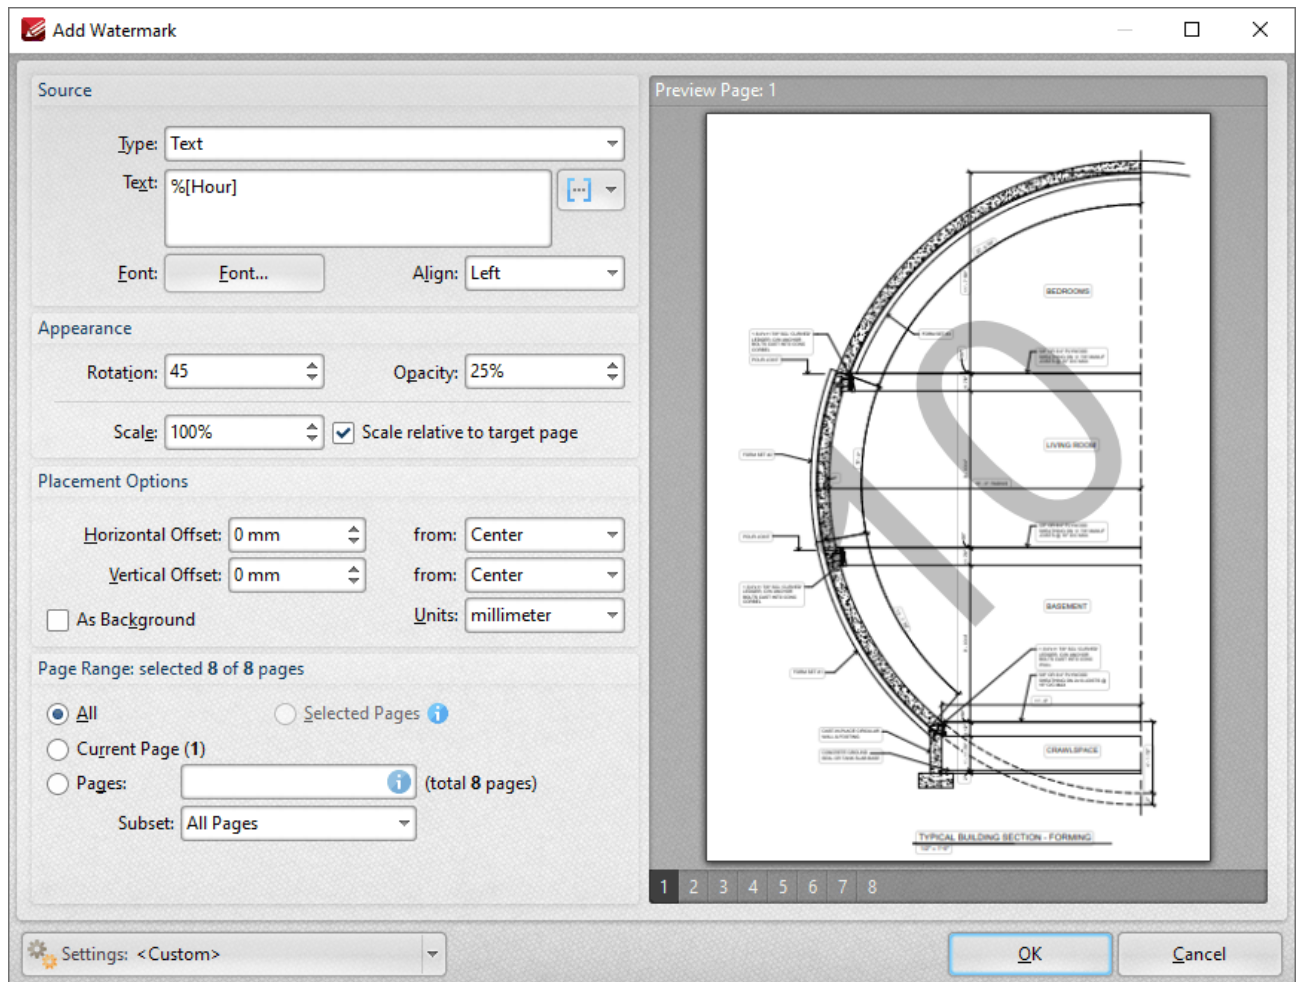 Add Watermark
Source
Type: Text
Text: %[Hour]
Font: Font... Align: Left
Appearance
Rotation: 45 Opacity: 25%
Scale: 100% Scale relative to target page
Placement Options
Horizontal Offset: 0 mm from: Center
Vertical Offset: 0 mm from: Center
As Background Units: millimeter
Page Range: selected 8 of 8 pages
All Selected Pages
Current Page (1)
Pages: (total 8 pages)
Subset: All Pages
Preview Page: 1
BEDROOMS
LIVING ROOM
10
BASEMENT
CRAWLSPACE
TYPICAL BUILDING SECTION - FORMING
1 2 3 4 5 6 7 8
Settings: <Custom>
OK Cancel